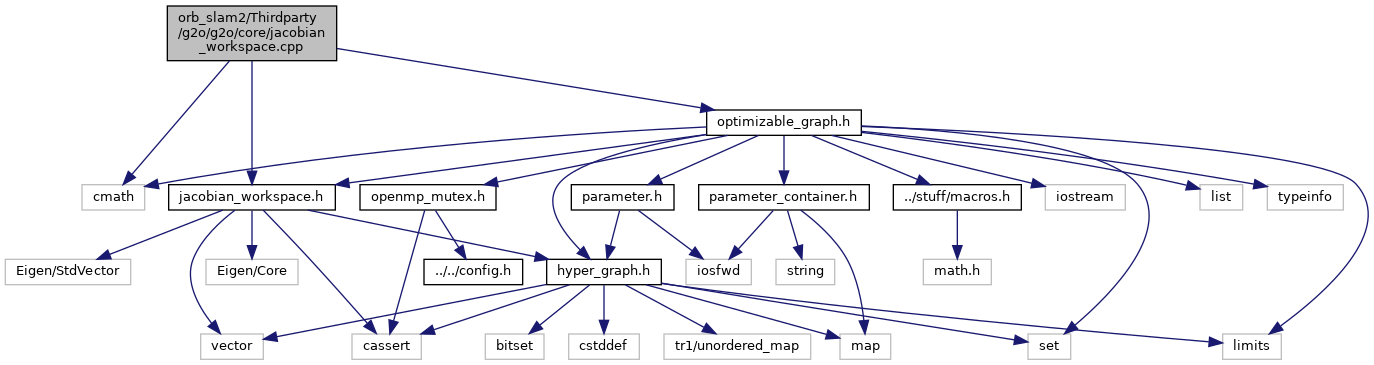 orb_slam2/Thirdparty
/g2o/g2o/core/jacobian
_workspace.cpp
optimizable_graph.h
cmath
jacobian_workspace.h
openmp_mutex.h
parameter.h
parameter_container.h
../stuff/macros.h
iostream
list
typeinfo
Eigen/StdVector
Eigen/Core
../../config.h
hyper_graph.h
iosfwd
string
math.h
vector
cassert
bitset
cstddef
tr1/unordered_map
map
set
limits